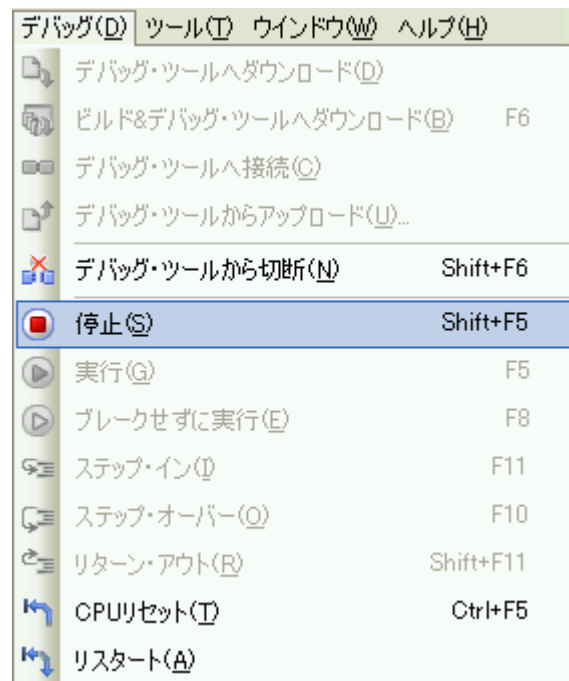 デバッグ(D) ツール(T) ウインドウ(W) ヘルプ(H)
デバッグ・ツールへダウンロード(D)
ビルド&デバッグ・ツールへダウンロード(B) F6
デバッグ・ツールへ接続(C)
デバッグ・ツールからアップロード(U)...
デバッグ・ツールから切断(N) Shift+F6
停止(S) Shift+F5
実行(G) F5
ブレークせずに実行(E) F8
ステップ・イン(I) F11
ステップ・オーバー(O) F10
リターン・アウト(R) Shift+F11
CPUリセット(T) Ctrl+F5
リスタート(A)